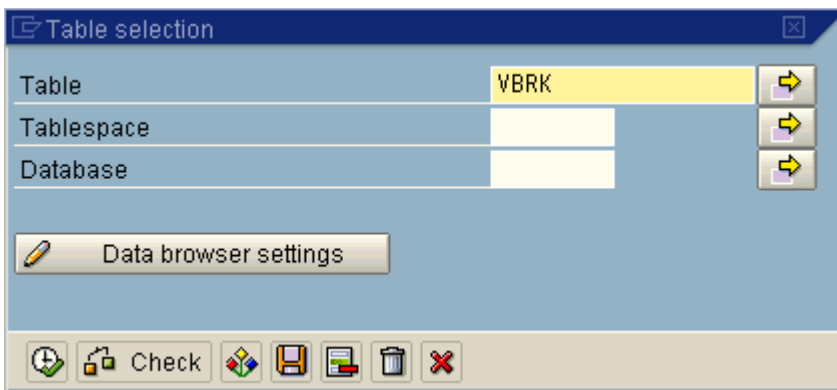 Table selection
Table VBRK
Tablespace
Database
Data browser settings
Check